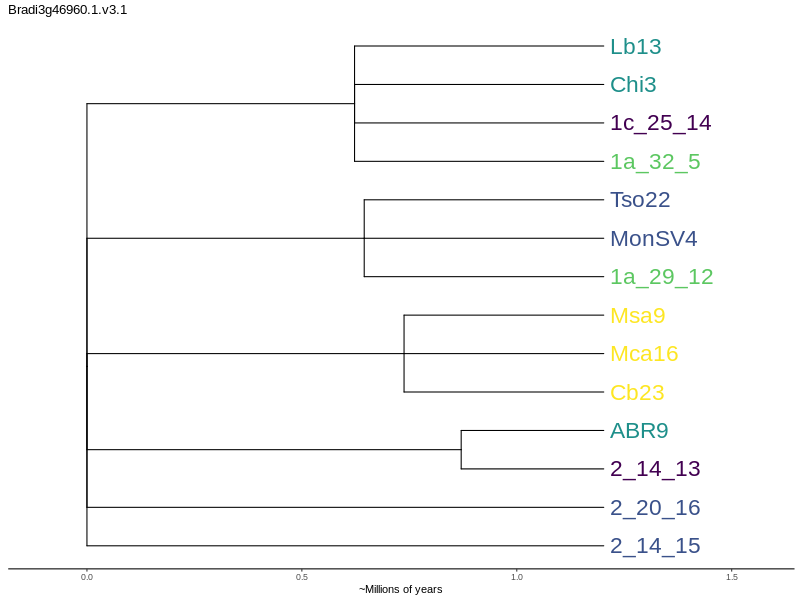 Bradi3g46960.1.v3.1
Lb13
Chi3
1c_25_14
1a_32_5
Tso22
MonSV4
1a_29_12
Msa9
Mca16
Cb23
ABR9
2_14_13
2_20_16
2_14_15
0.0 0.5 1.0 1.5
~Millions of years